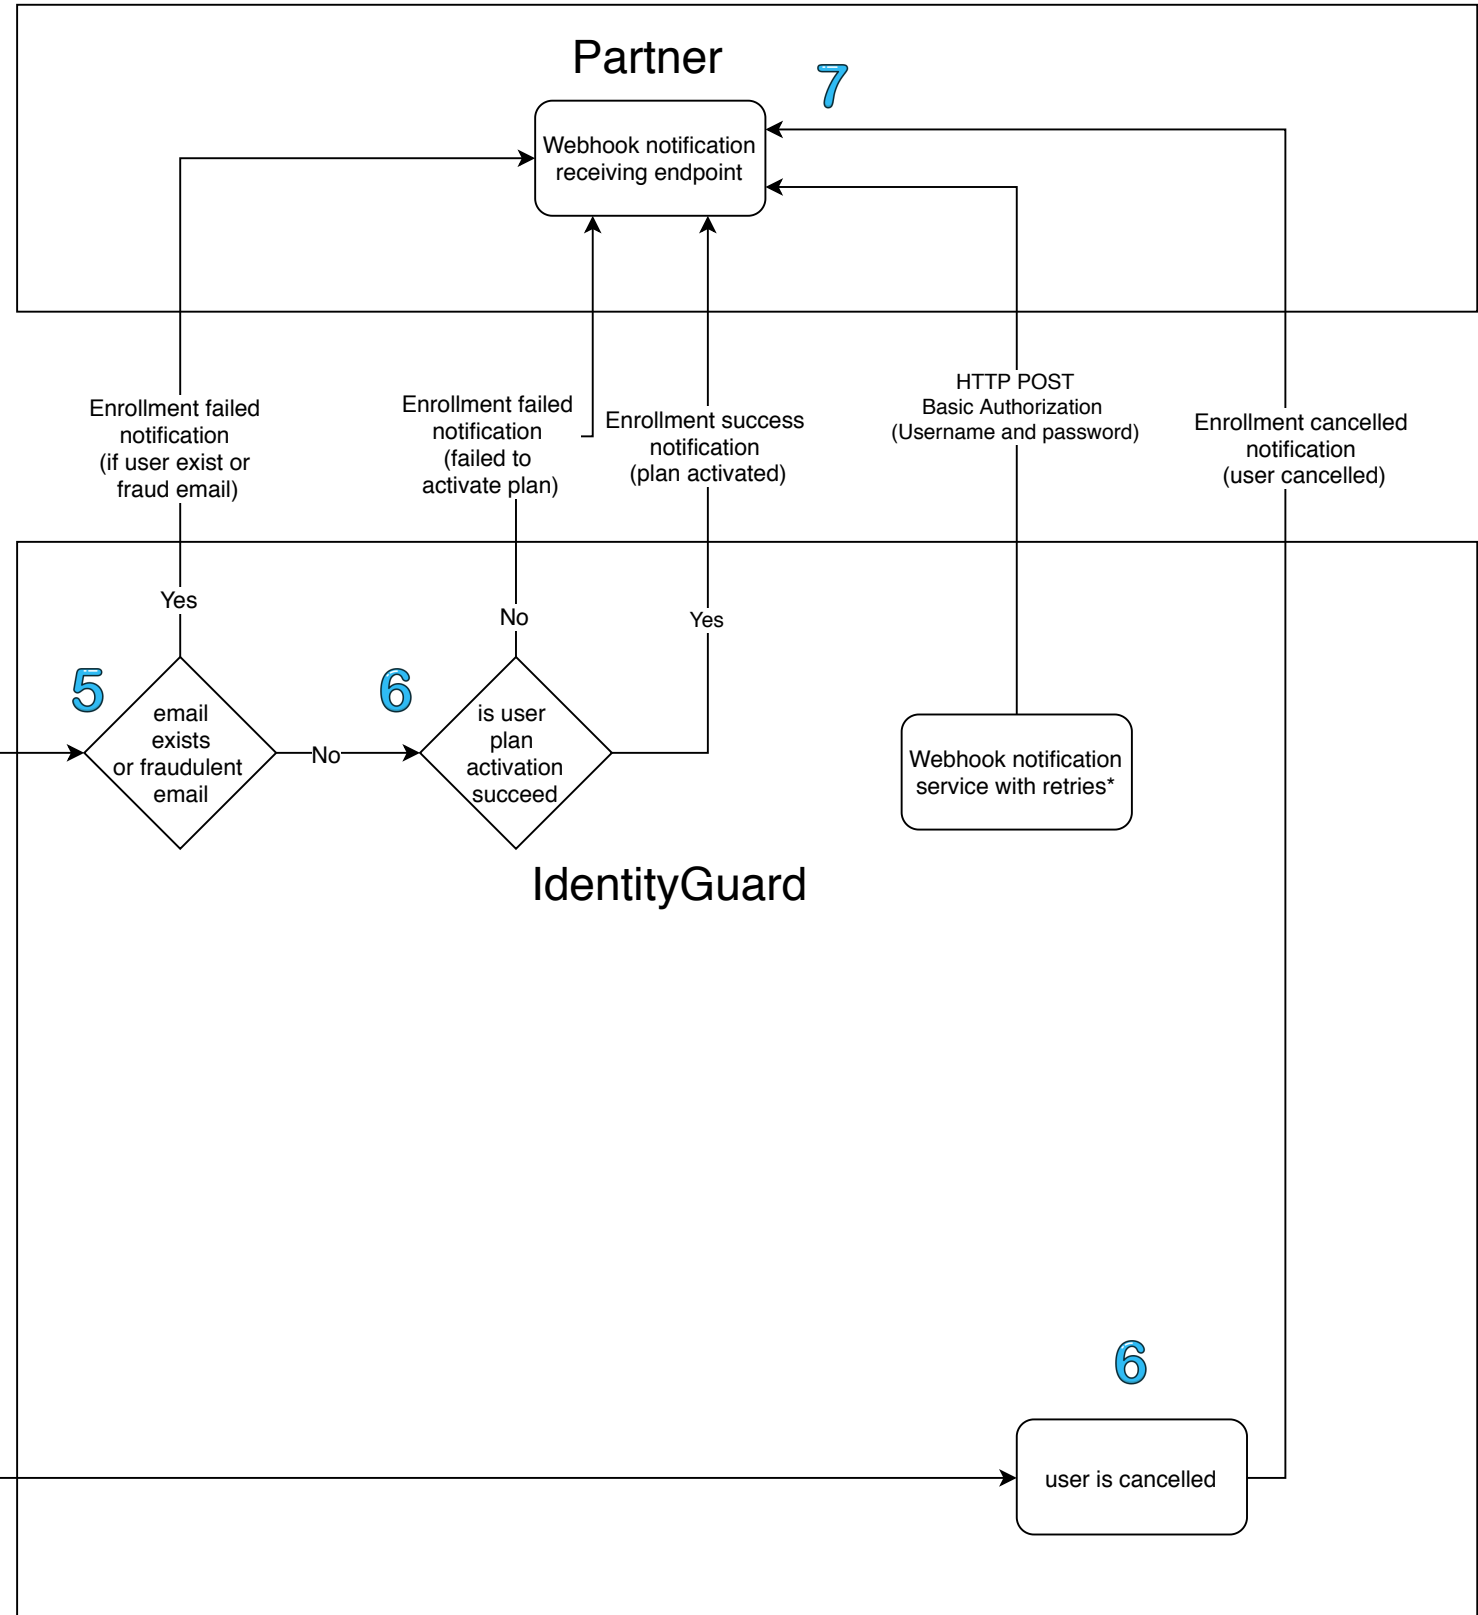 Partner
7
Webhook notification
receiving endpoint
Enrollment failed
notification
(if user exist or
fraud email)
Enrollment failed
notification
(failed to
activate plan)
Enrollment success
notification
(plan activated)
HTTP POST
Basic Authorization
(Username and password)
Enrollment cancelled
notification
(user cancelled)
Yes
No
Yes
5
email
exists
or fraudulent
email
No
6
is user
plan
activation
succeed
Webhook notification
service with retries*
IdentityGuard
6
user is cancelled